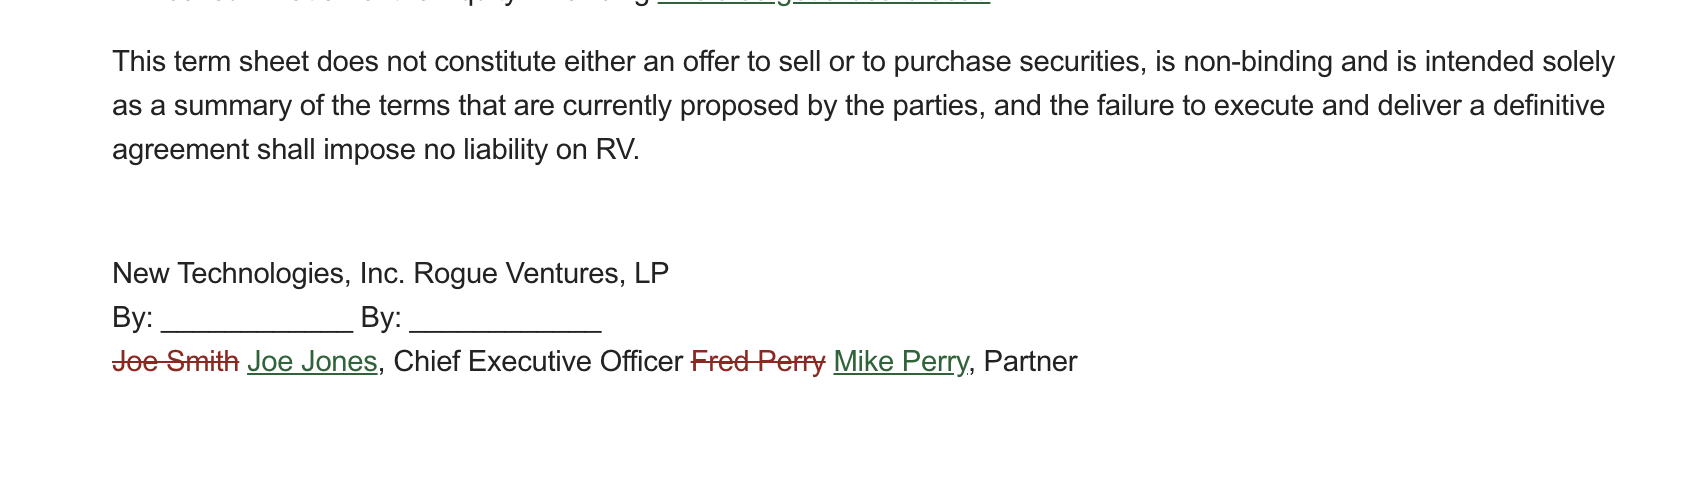 This term sheet does not constitute either an offer to sell or to purchase securities, is non-binding and is intended solely
as a summary of the terms that are currently proposed by the parties, and the failure to execute and deliver a definitive
agreement shall impose no liability on RV.
New Technologies, Inc. Rogue Ventures, LP
By: ____________ By: ____________
Joe Smith Joe Jones, Chief Executive Officer Fred Perry Mike Perry, Partner